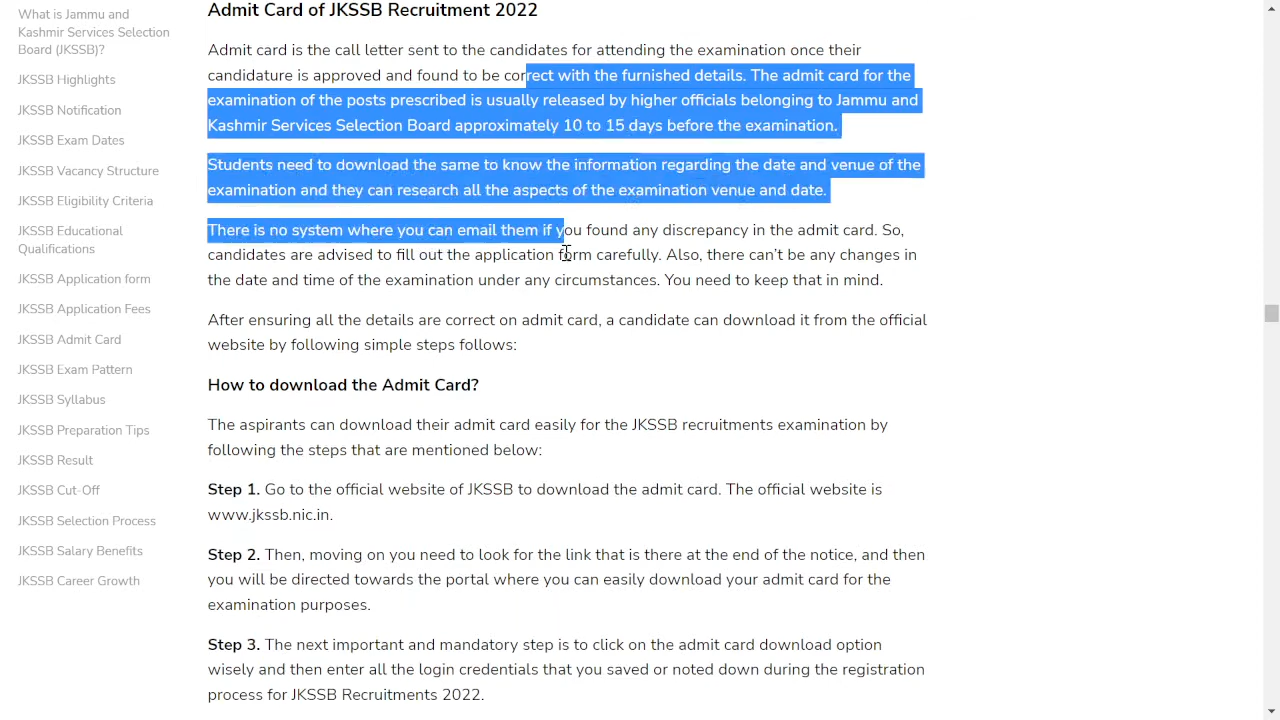 What is Jammu and
Kashmir Services Selection
Board (JKSSB)?
JKSSB Highlights
JKSSB Notification
JKSSB Exam Dates
JKSSB Vacancy Structure
JKSSB Eligibility Criteria
JKSSB Educational
Qualifications
JKSSB Application form
JKSSB Application Fees
JKSSB Admit Card
JKSSB Exam Pattern
JKSSB Syllabus
JKSSB Preparation Tips
JKSSB Result
JKSSB Cut-Off
JKSSB Selection Process
JKSSB Salary Benefits
JKSSB Career Growth
Admit Card of JKSSB Recruitment 2022
Admit card is the call letter sent to the candidates for attending the examination once their
candidature is approved and found to be correct with the furnished details. The admit card for the
examination of the posts prescribed is usually released by higher officials belonging to Jammu and
Kashmir Services Selection Board approximately 10 to 15 days before the examination.
Students need to download the same to know the information regarding the date and venue of the
examination and they can research all the aspects of the examination venue and date.
There is no system where you can email them if you found any discrepancy in the admit card. So,
candidates are advised to fill out the application form carefully. Also, there can’t be any changes in
the date and time of the examination under any circumstances. You need to keep that in mind.
After ensuring all the details are correct on admit card, a candidate can download it from the official
website by following simple steps follows:
How to download the Admit Card?
The aspirants can download their admit card easily for the JKSSB recruitments examination by
following the steps that are mentioned below:
Step 1. Go to the official website of JKSSB to download the admit card. The official website is
www.jkssb.nic.in.
Step 2. Then, moving on you need to look for the link that is there at the end of the notice, and then
you will be directed towards the portal where you can easily download your admit card for the
examination purposes.
Step 3. The next important and mandatory step is to click on the admit card download option
wisely and then enter all the login credentials that you saved or noted down during the registration
process for JKSSB Recruitments 2022.